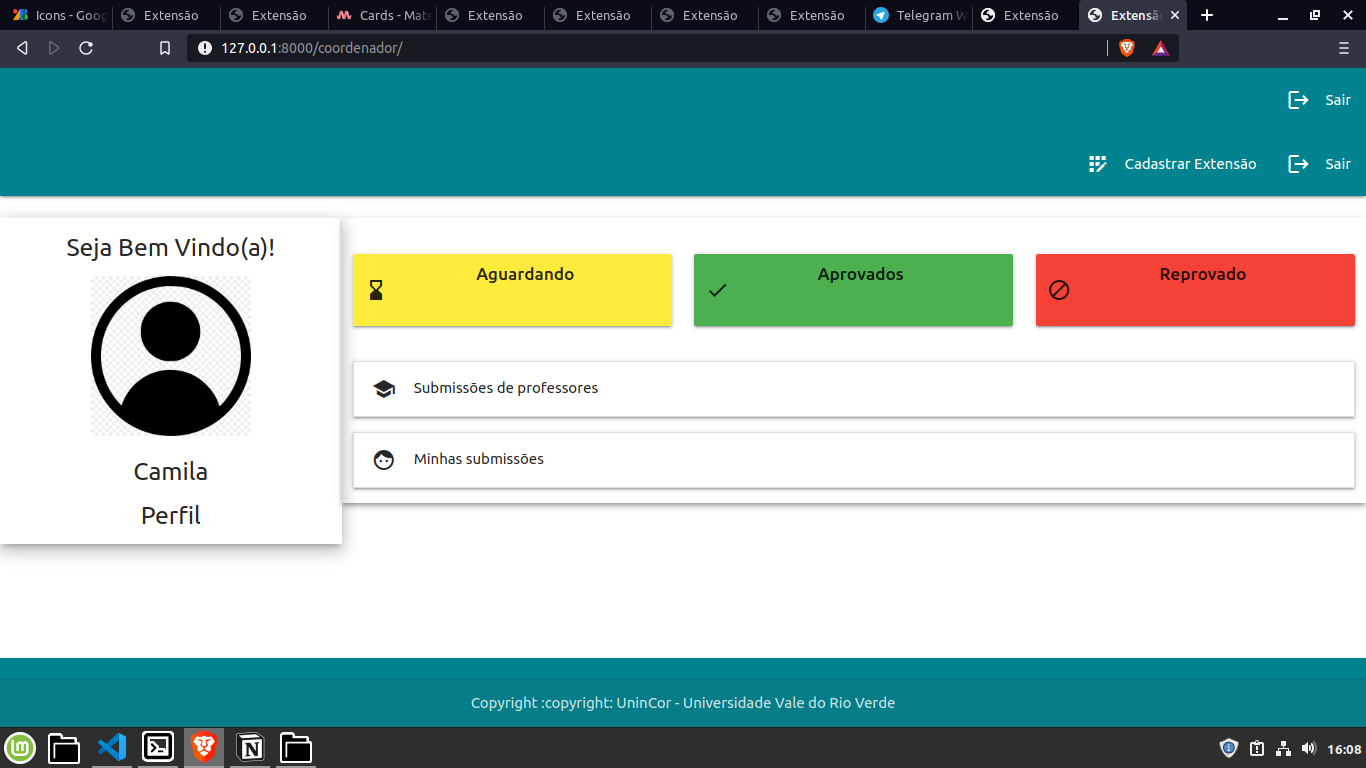 Icons - Goog
Extensão
Extensão
Cards - Mate
Extensão
Extensão
Extensão
Extensão
Telegram W
Extensão
Extensão
127.0.0.1:8000/coordenador/
Sair
Cadastrar Extensão
Sair
Seja Bem Vindo(a)!
Aguardando
Aprovados
Reprovado
Submissões de professores
Minhas submissões
Camila
Perfil
Copyright :copyright: UninCor - Universidade Vale do Rio Verde
16:08